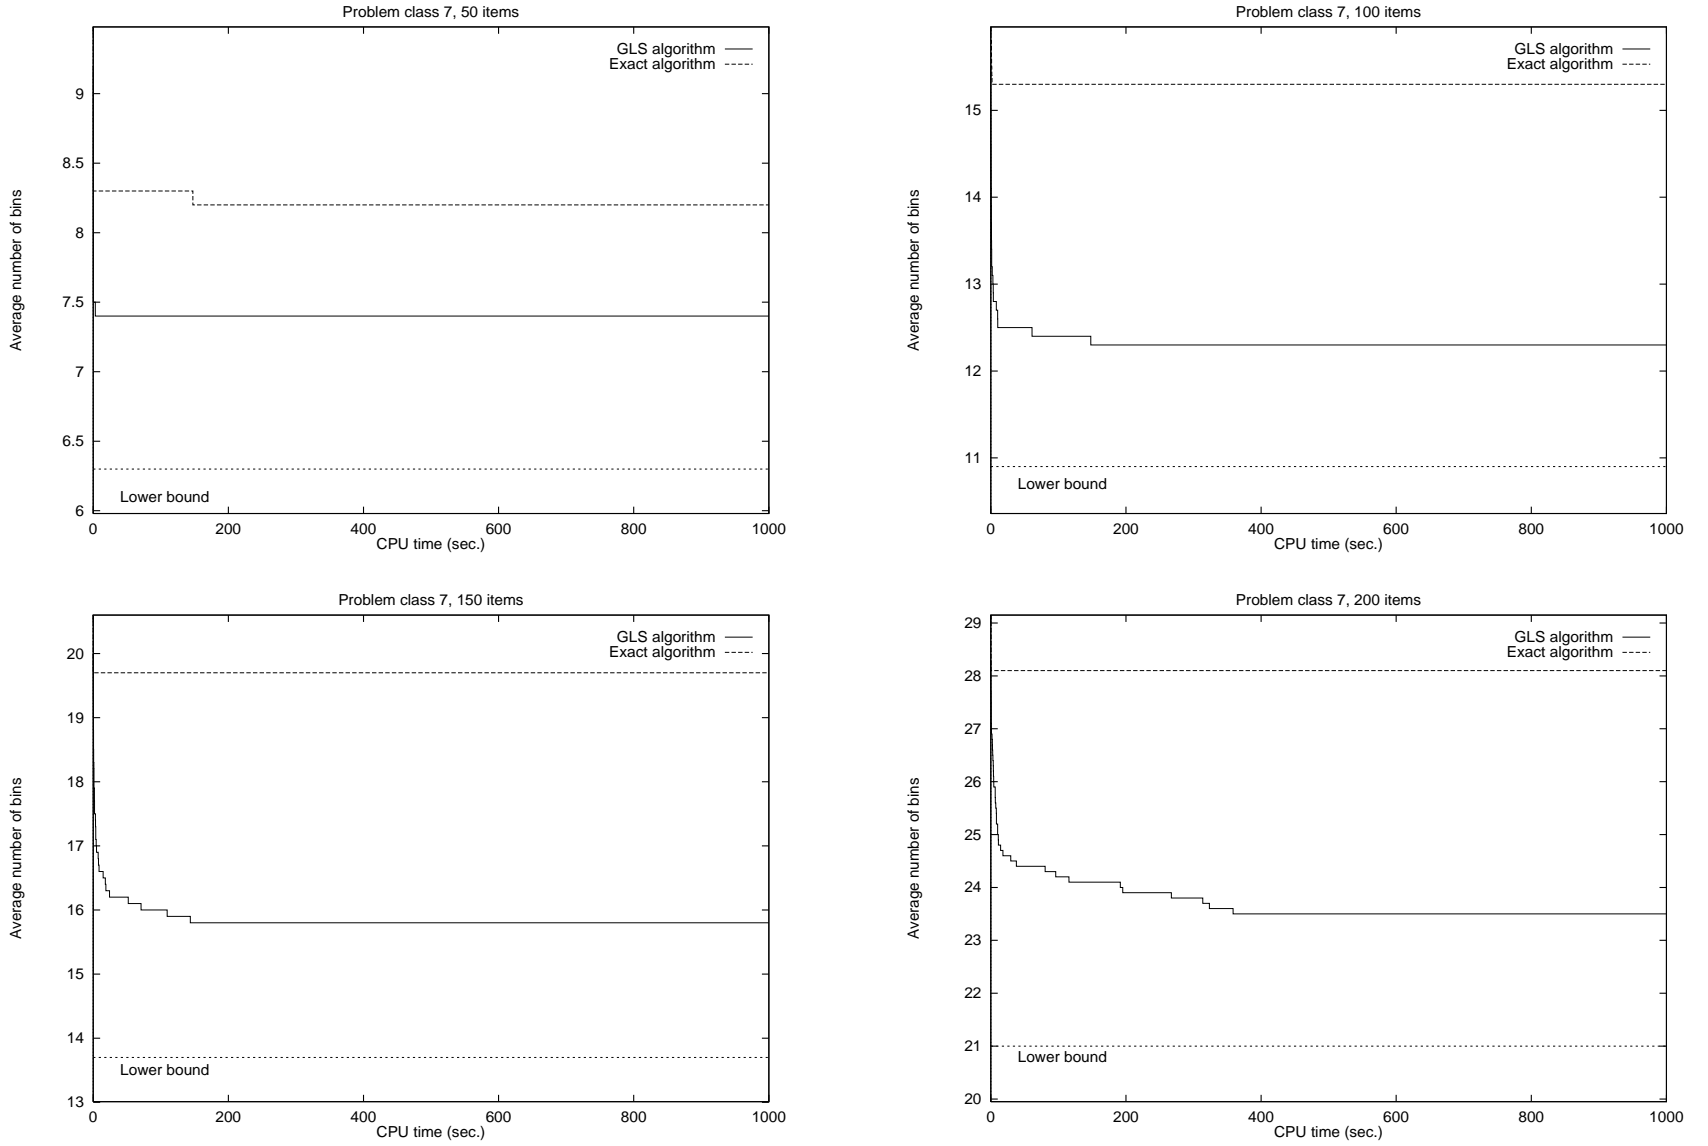 Problem class 7, 50 items
GLS algorithm
Exact algorithm
9
8.5
8
7.5
7
6.5
6
Average number of bins
Lower bound
0 200 400 600 800 1000
CPU time (sec.)
Problem class 7, 100 items
GLS algorithm
Exact algorithm
15
14
13
12
11
Average number of bins
Lower bound
0 200 400 600 800 1000
CPU time (sec.)
Problem class 7, 150 items
GLS algorithm
Exact algorithm
20
19
18
17
16
15
14
13
Average number of bins
Lower bound
0 200 400 600 800 1000
CPU time (sec.)
Problem class 7, 200 items
GLS algorithm
Exact algorithm
29
28
27
26
25
24
23
22
21
20
Average number of bins
Lower bound
0 200 400 600 800 1000
CPU time (sec.)